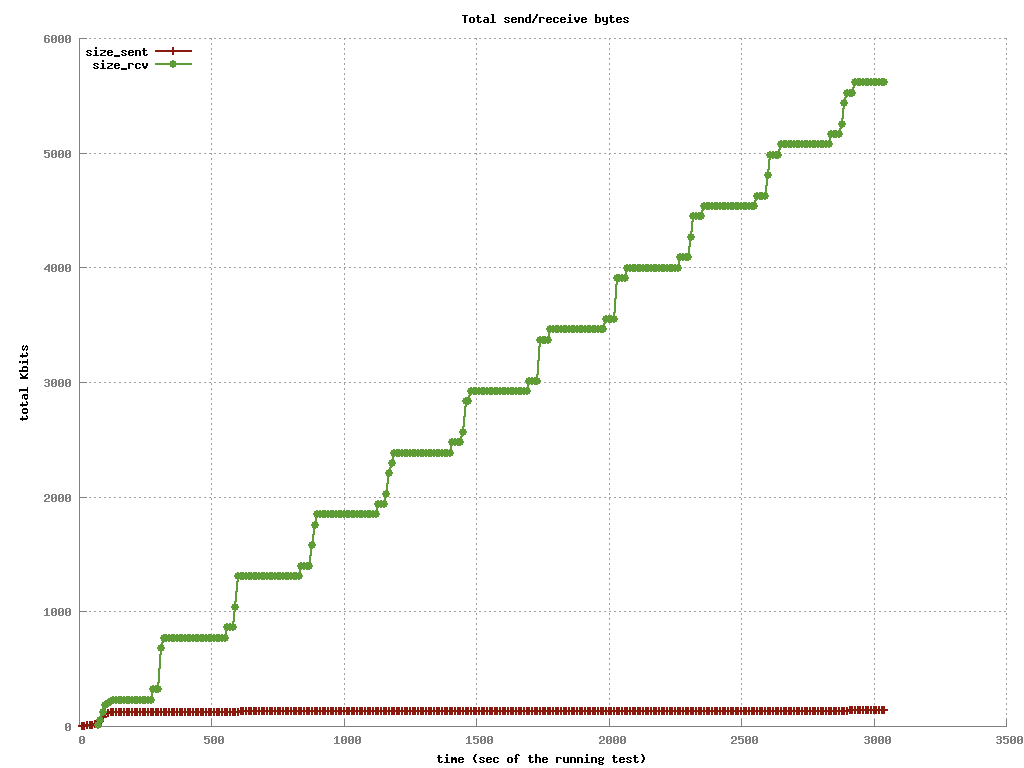 Total send/receive bytes
6000
size_sent
size_rcv
5000
4000
total Kbits
3000
2000
1000
0
0 500 1000 1500 2000 2500 3000 3500
time (sec of the running test)